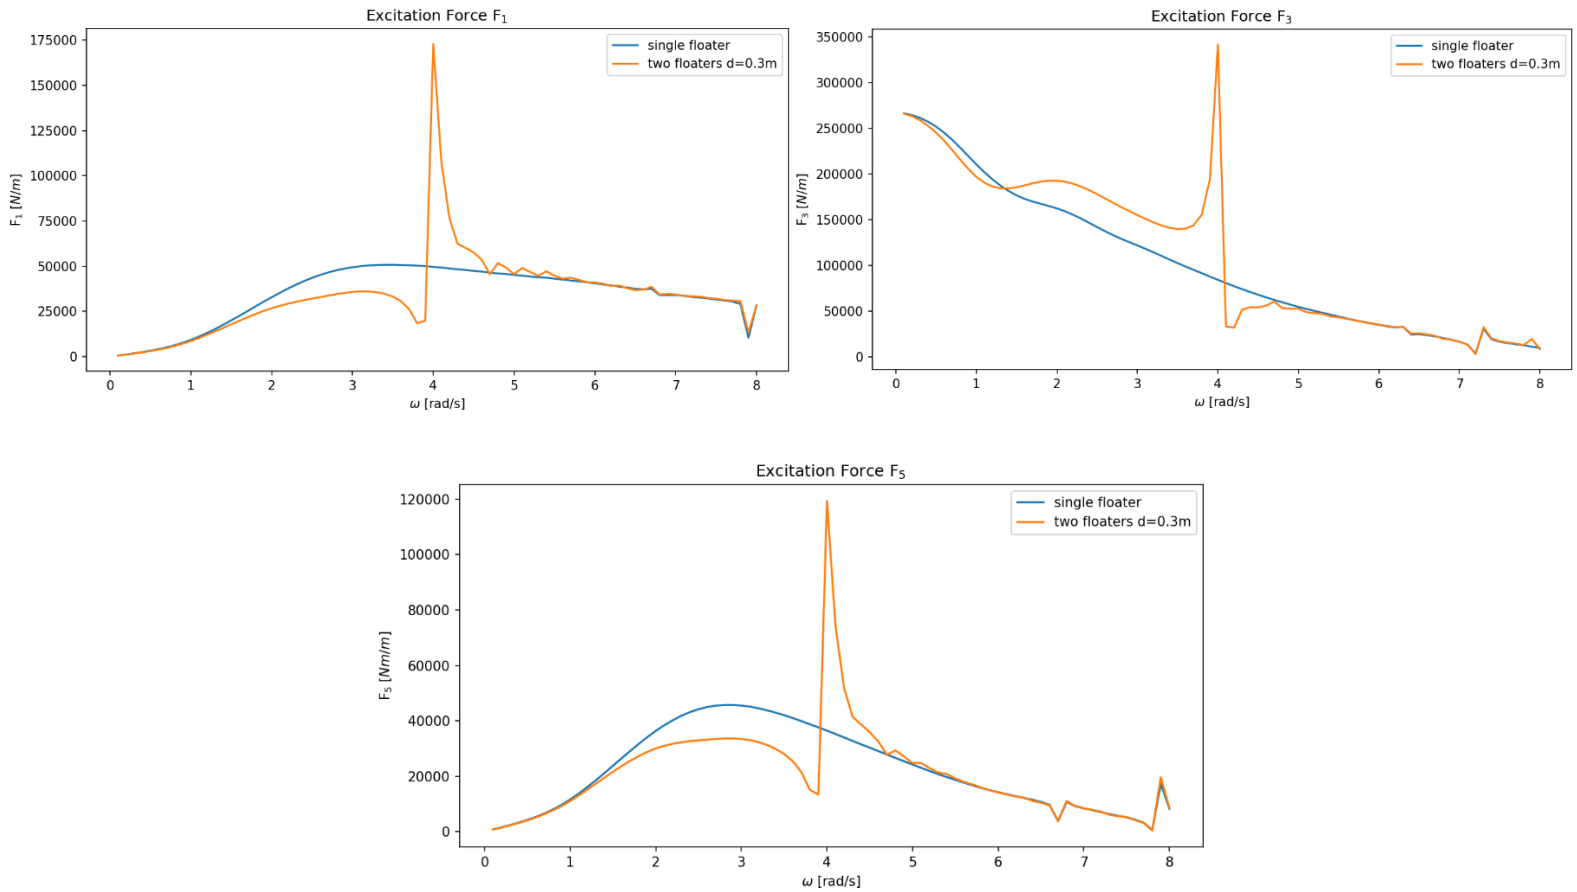 Excitation Force F₁
175000
150000
125000
100000
75000
50000
25000
0
F₁ [N/m]
single floater
two floaters d=0.3m
0 1 2 3 4 5 6 7 8
ω [rad/s]
Excitation Force F₃
350000
300000
250000
200000
150000
100000
50000
0
F₃ [N/m]
single floater
two floaters d=0.3m
0 1 2 3 4 5 6 7 8
ω [rad/s]
Excitation Force F₅
120000
100000
80000
60000
40000
20000
0
F₅ [Nm/m]
single floater
two floaters d=0.3m
0 1 2 3 4 5 6 7 8
ω [rad/s]